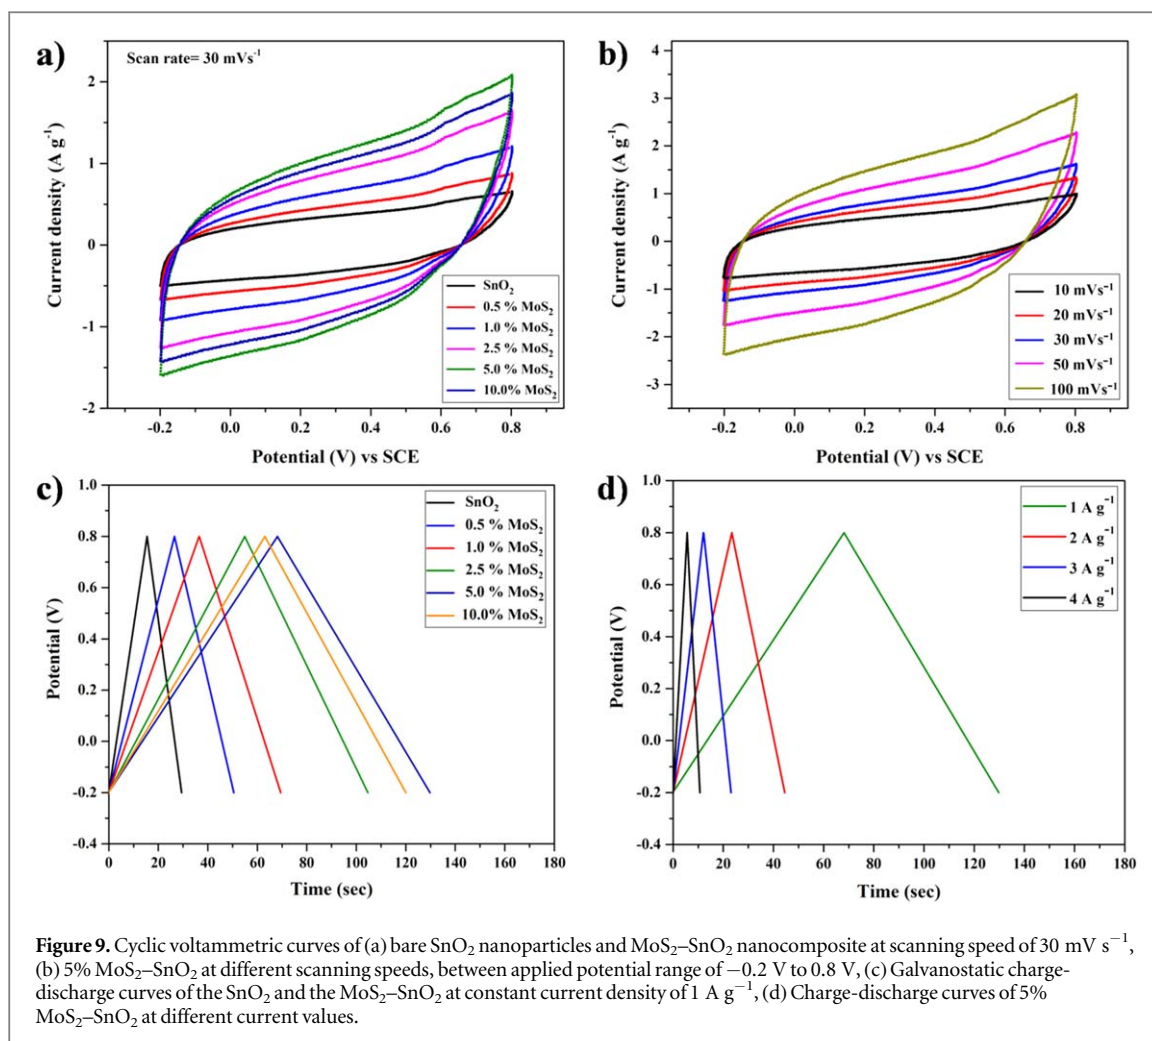 a)
Scan rate= 30 mVs⁻¹
Current density (A g⁻¹)
2
1
0
-1
-2
SnO₂
0.5 % MoS₂
1.0 % MoS₂
2.5 % MoS₂
5.0 % MoS₂
10.0% MoS₂
-0.2 0.0 0.2 0.4 0.6 0.8
Potential (V) vs SCE
b)
Current density (A g⁻¹)
4
3
2
1
0
-1
-2
-3
10 mVs⁻¹
20 mVs⁻¹
30 mVs⁻¹
50 mVs⁻¹
100 mVs⁻¹
-0.2 0.0 0.2 0.4 0.6 0.8
Potential (V) vs SCE
c)
Potential (V)
1.0
0.8
0.6
0.4
0.2
0.0
-0.2
-0.4
SnO₂
0.5 % MoS₂
1.0 % MoS₂
2.5 % MoS₂
5.0 % MoS₂
10.0% MoS₂
0 20 40 60 80 100 120 140 160 180
Time (sec)
d)
Potential (V)
1.0
0.8
0.6
0.4
0.2
0.0
-0.2
-0.4
1 A g⁻¹
2 A g⁻¹
3 A g⁻¹
4 A g⁻¹
0 20 40 60 80 100 120 140 160 180
Time (sec)
Figure 9. Cyclic voltammetric curves of (a) bare SnO₂ nanoparticles and MoS₂–SnO₂ nanocomposite at scanning speed of 30 mV s⁻¹,
(b) 5% MoS₂–SnO₂ at different scanning speeds, between applied potential range of −0.2 V to 0.8 V, (c) Galvanostatic charge-
discharge curves of the SnO₂ and the MoS₂–SnO₂ at constant current density of 1 A g⁻¹, (d) Charge-discharge curves of 5%
MoS₂–SnO₂ at different current values.